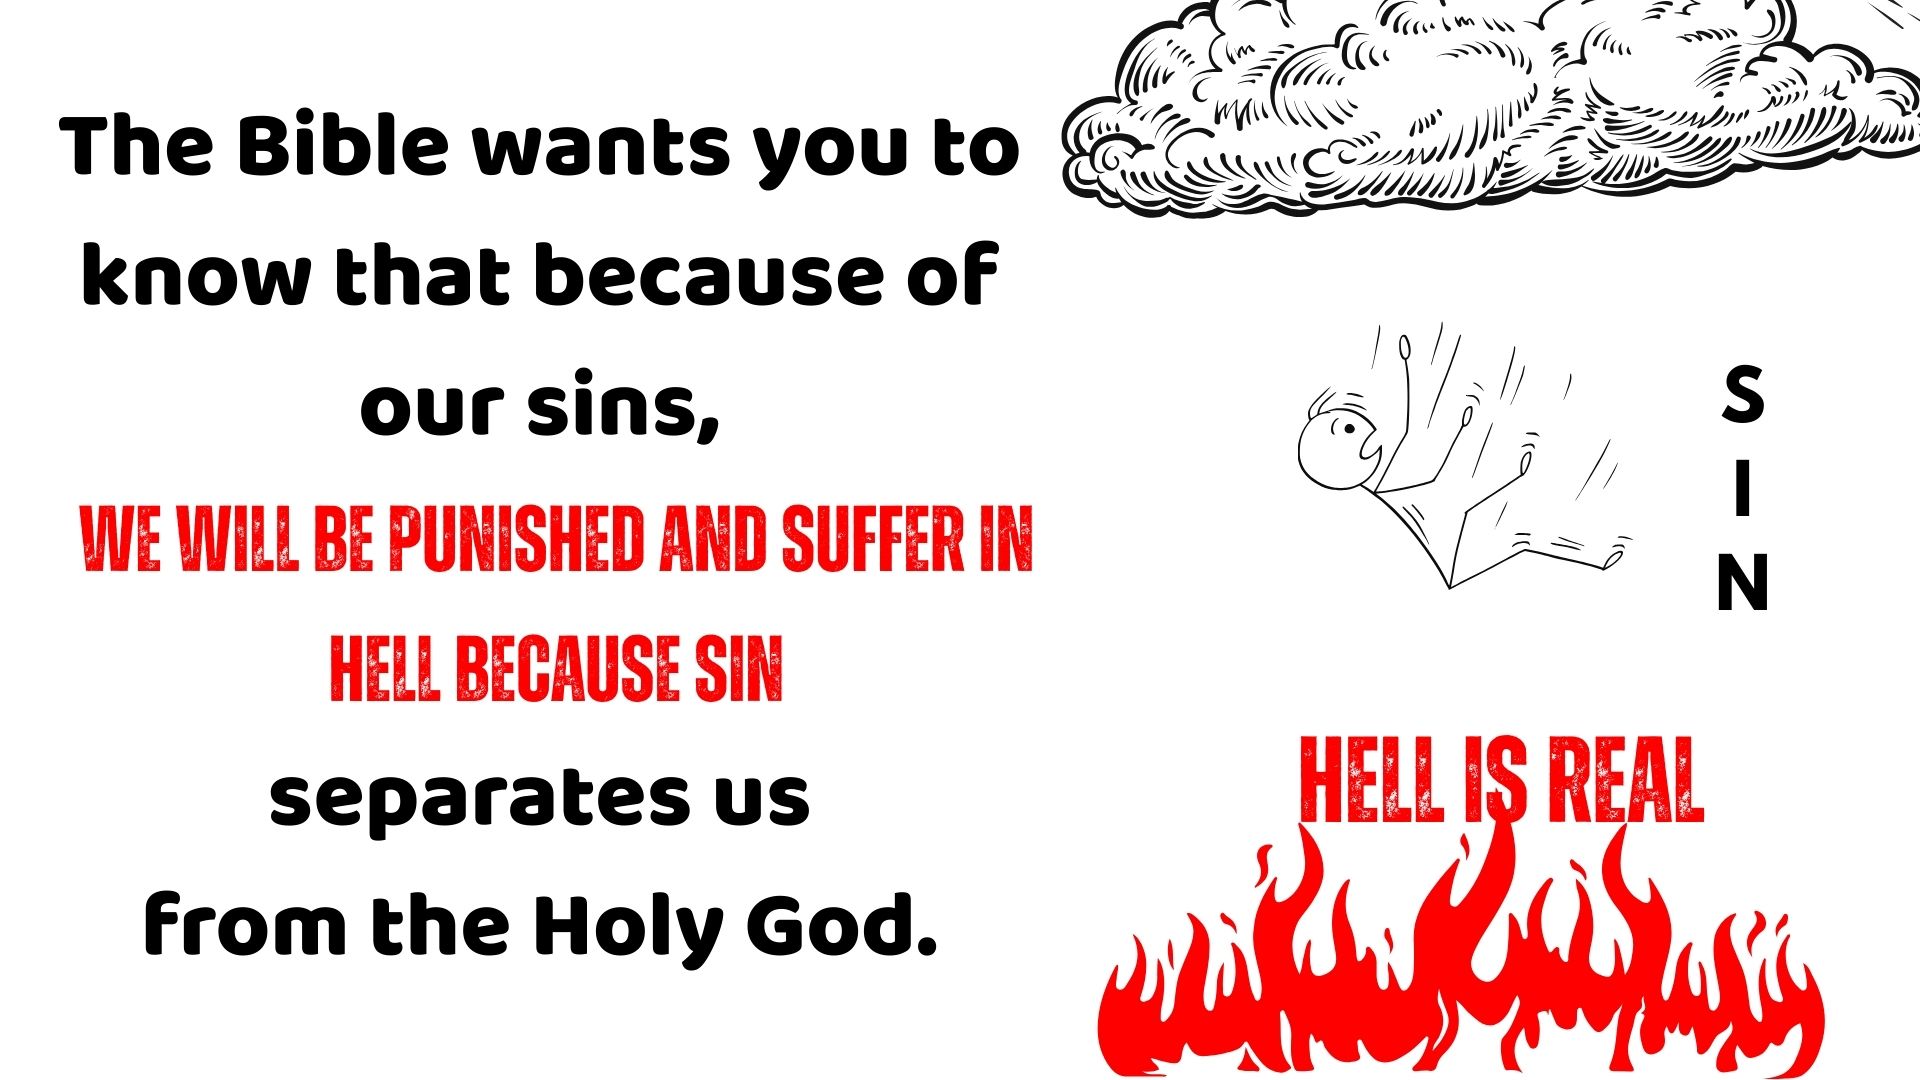 The Bible wants you to
know that because of
our sins,
WE WILL BE PUNISHED AND SUFFER IN
HELL BECAUSE SIN
separates us
from the Holy God.
S
I
N
HELL IS REAL